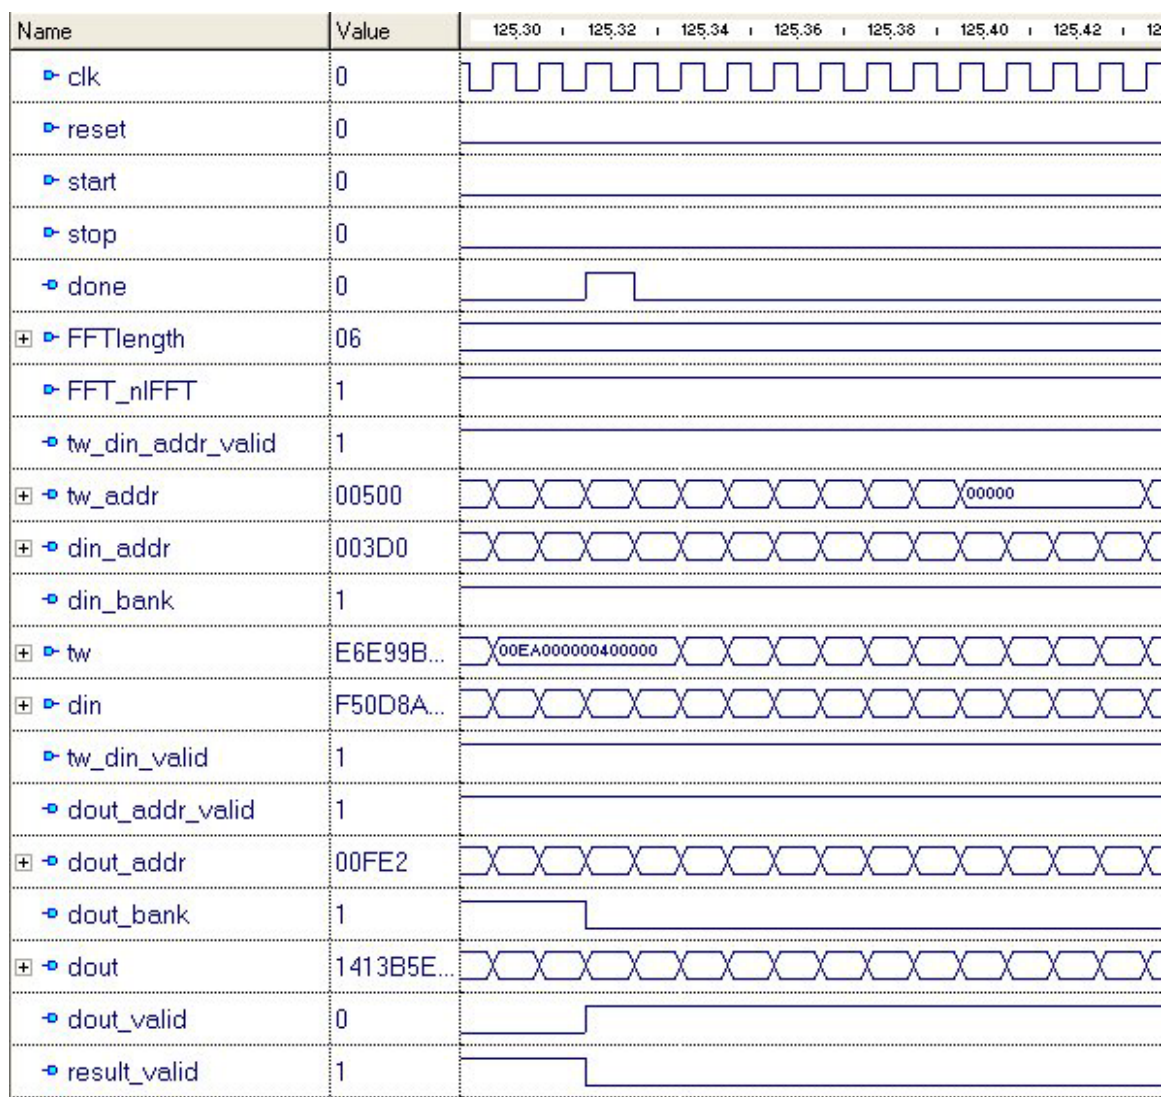 Name Value 125.30 125.32 125.34 125.36 125.38 125.40 125.42 12
clk 0
reset 0
start 0
stop 0
done 0
FFTlength 06
FFT_nIFFT 1
tw_din_addr_valid 1
tw_addr 00500 00000
din_addr 003D0
din_bank 1
tw E6E99B... 00EA000000400000
din F50D8A...
tw_din_valid 1
dout_addr_valid 1
dout_addr 00FE2
dout_bank 1
dout 1413B5E...
dout_valid 0
result_valid 1